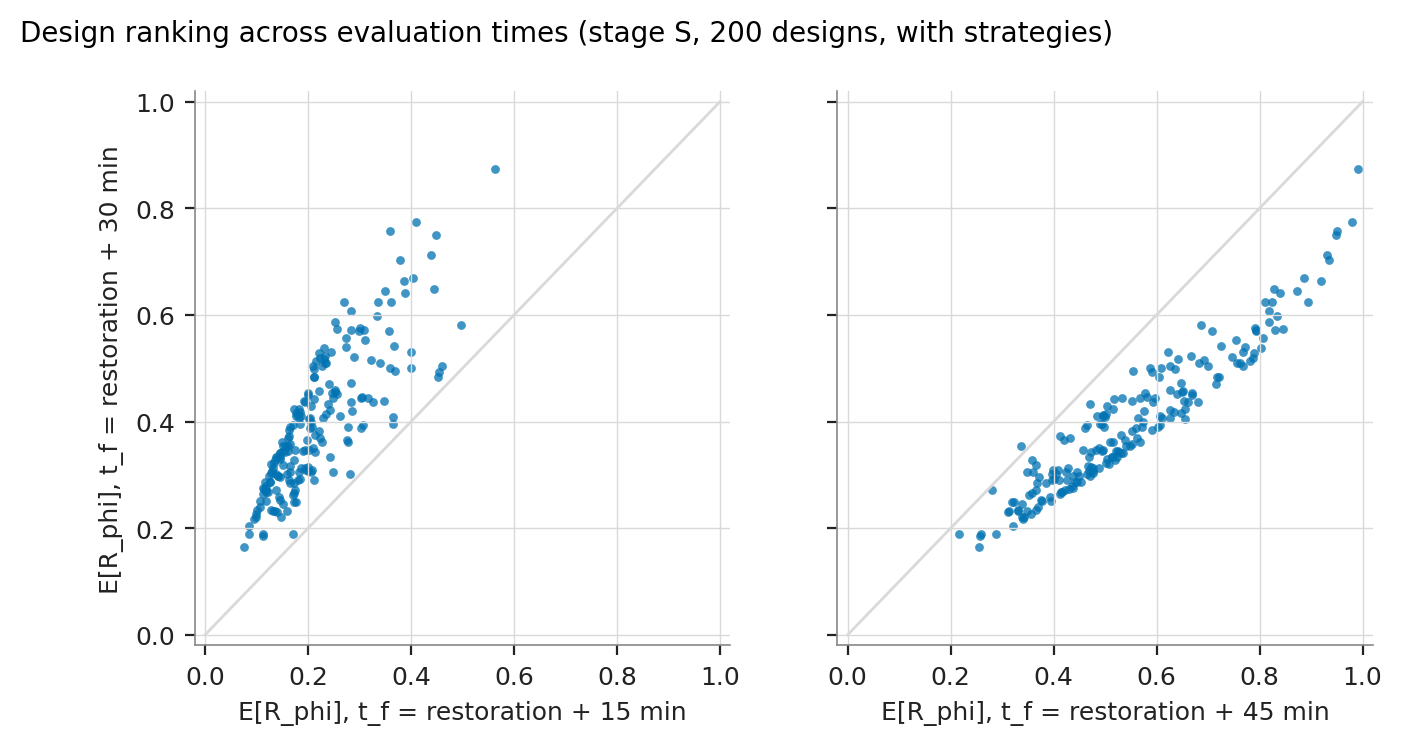 Design ranking across evaluation times (stage S, 200 designs, with strategies)
E[R_phi], t_f = restoration + 30 min
1.0
0.8
0.6
0.4
0.2
0.0
0.0 0.2 0.4 0.6 0.8 1.0
E[R_phi], t_f = restoration + 15 min
0.0 0.2 0.4 0.6 0.8 1.0
E[R_phi], t_f = restoration + 45 min